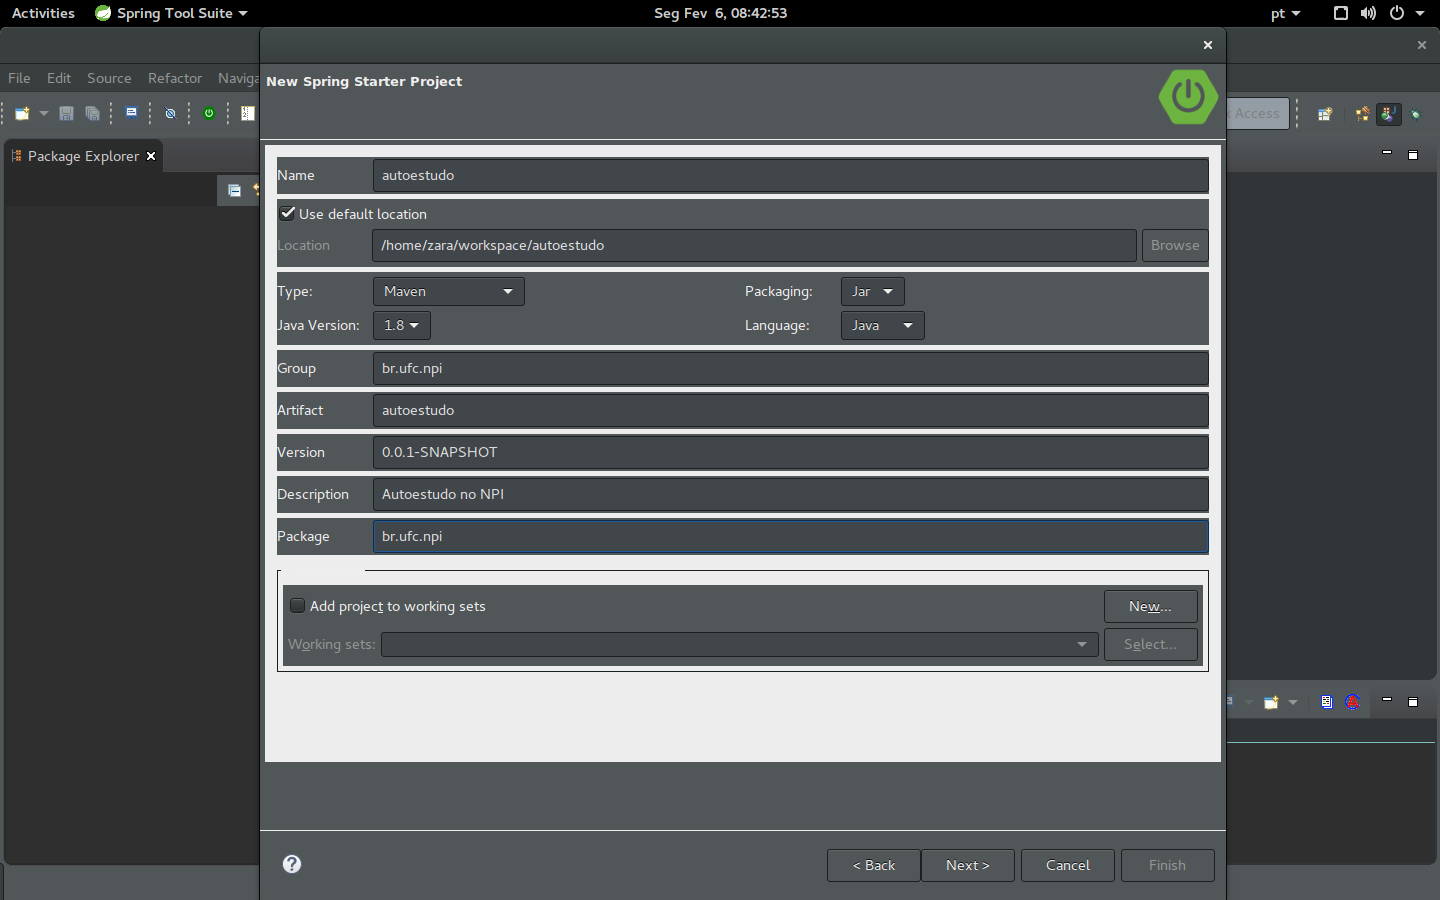 Activities Spring Tool Suite Seg Fev 6, 08:42:53 pt
File Edit Source Refactor
New Spring Starter Project
Access
Package Explorer
Name autoestudo
Use default location
Location /home/zara/workspace/autoestudo Browse
Type: Maven Packaging: Jar
Java Version: 1.8 Language: Java
Group br.ufc.npi
Artifact autoestudo
Version 0.0.1-SNAPSHOT
Description Autoestudo no NPI
Package br.ufc.npi
Add project to working sets New...
Working sets: Select...
< Back Next > Cancel Finish